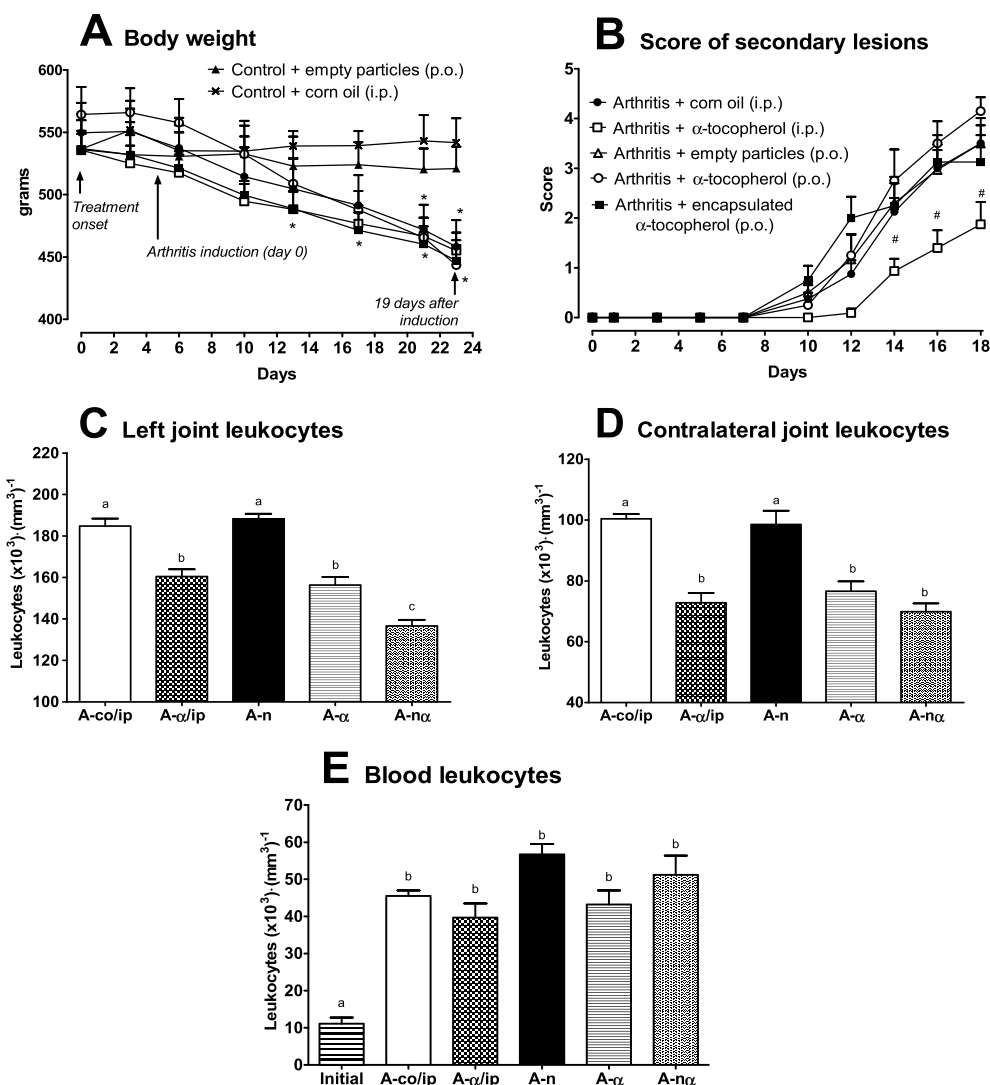 A Body weight
600
550
500
450
400
grams
Control + empty particles (p.o.)
Control + corn oil (i.p.)
Treatment
onset
Arthritis induction (day 0)
*
*
*
*
*
*
19 days after
induction
0 2 4 6 8 10 12 14 16 18 20 22 24
Days
B Score of secondary lesions
5
4
3
2
1
0
Score
Arthritis + corn oil (i.p.)
Arthritis + α-tocopherol (i.p.)
Arthritis + empty particles (p.o.)
Arthritis + α-tocopherol (p.o.)
Arthritis + encapsulated
α-tocopherol (p.o.)
#
#
#
0 2 4 6 8 10 12 14 16 18
Days
C Left joint leukocytes
220
200
180
160
140
120
100
Leukocytes (x10³)·(mm³)⁻¹
a b a b c
A-co/ip A-α/ip A-n A-α A-nα
D Contralateral joint leukocytes
120
100
80
60
40
Leukocytes (x10³)·(mm³)⁻¹
a b a b b
A-co/ip A-α/ip A-n A-α A-nα
E Blood leukocytes
70
60
50
40
30
20
10
0
Leukocytes (x10³)·(mm³)⁻¹
a b b b b b
Initial A-co/ip A-α/ip A-n A-α A-nα